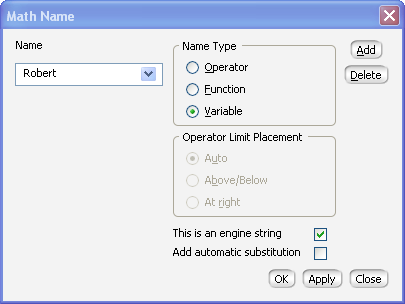 Math Name
Name
Robert
Name Type
Operator
Function
Variable
Add
Delete
Operator Limit Placement
Auto
Above/Below
At right
This is an engine string
Add automatic substitution
OK
Apply
Close